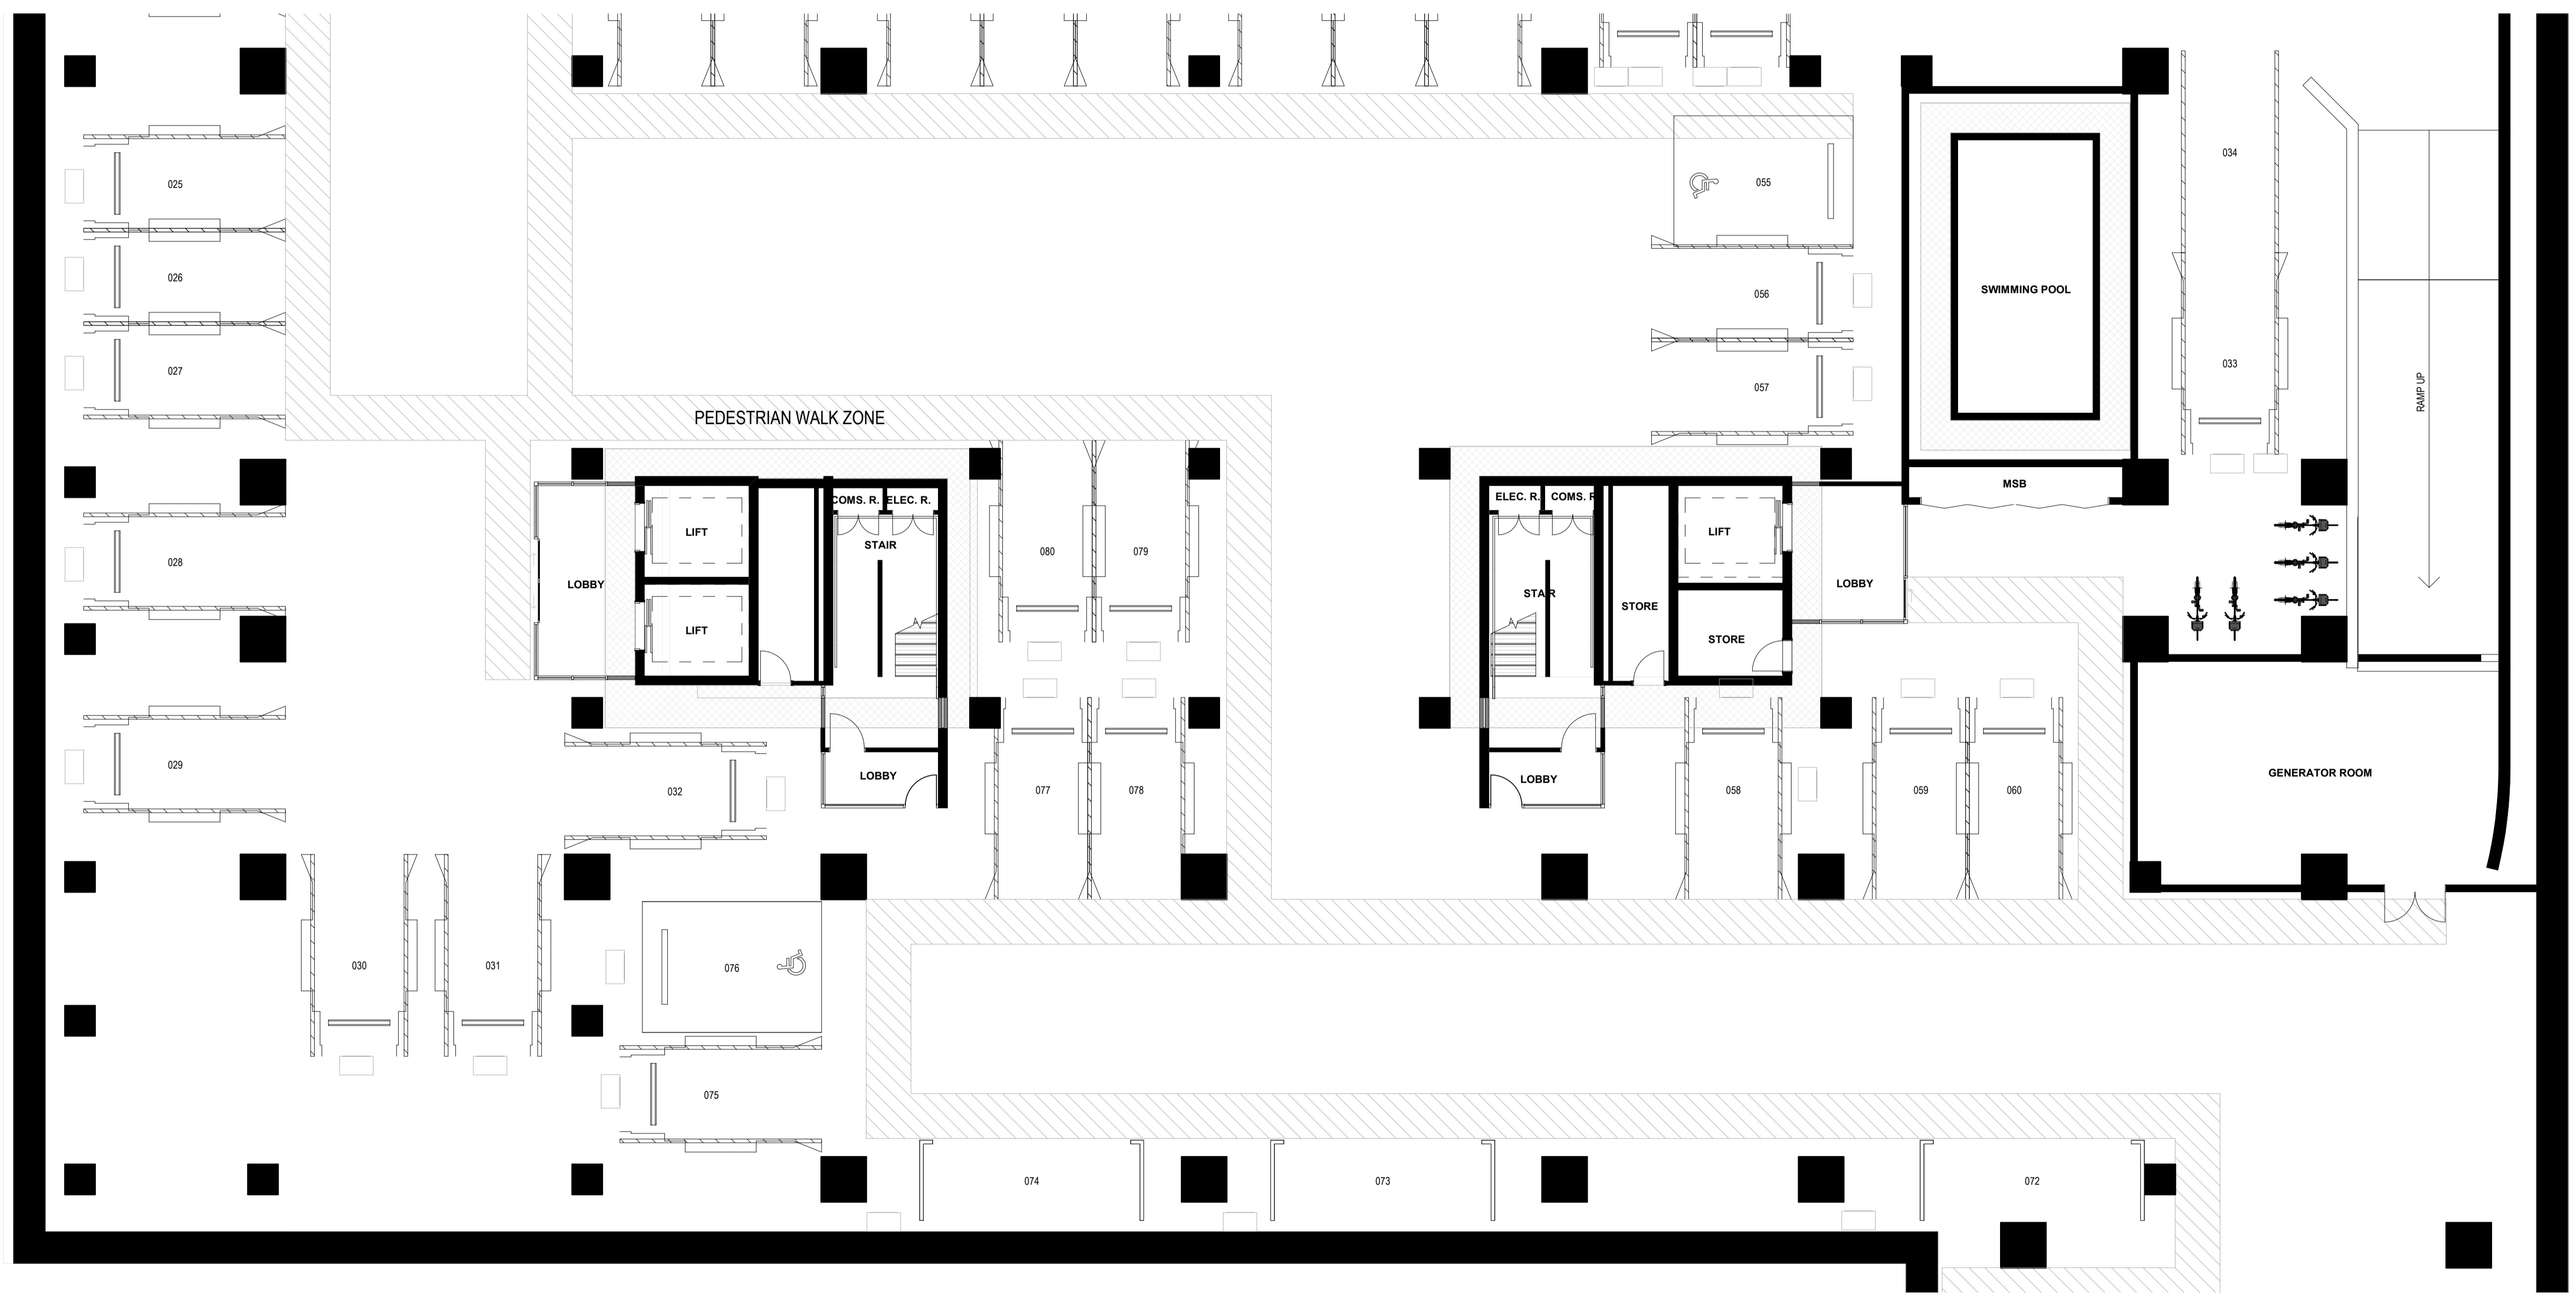 034
025
055
026
SWIMMING POOL
056
033
027
057
RAMP UP
PEDESTRIAN WALK ZONE
MSB
COMS. R.
ELEC. R.
ELEC. R.
COMS. R
LIFT
STAIR
080
079
LIFT
028
LOBBY
STAIR
STORE
LOBBY
LIFT
STORE
029
032
LOBBY
077
078
LOBBY
058
059
060
GENERATOR ROOM
030
031
076
075
074
073
072